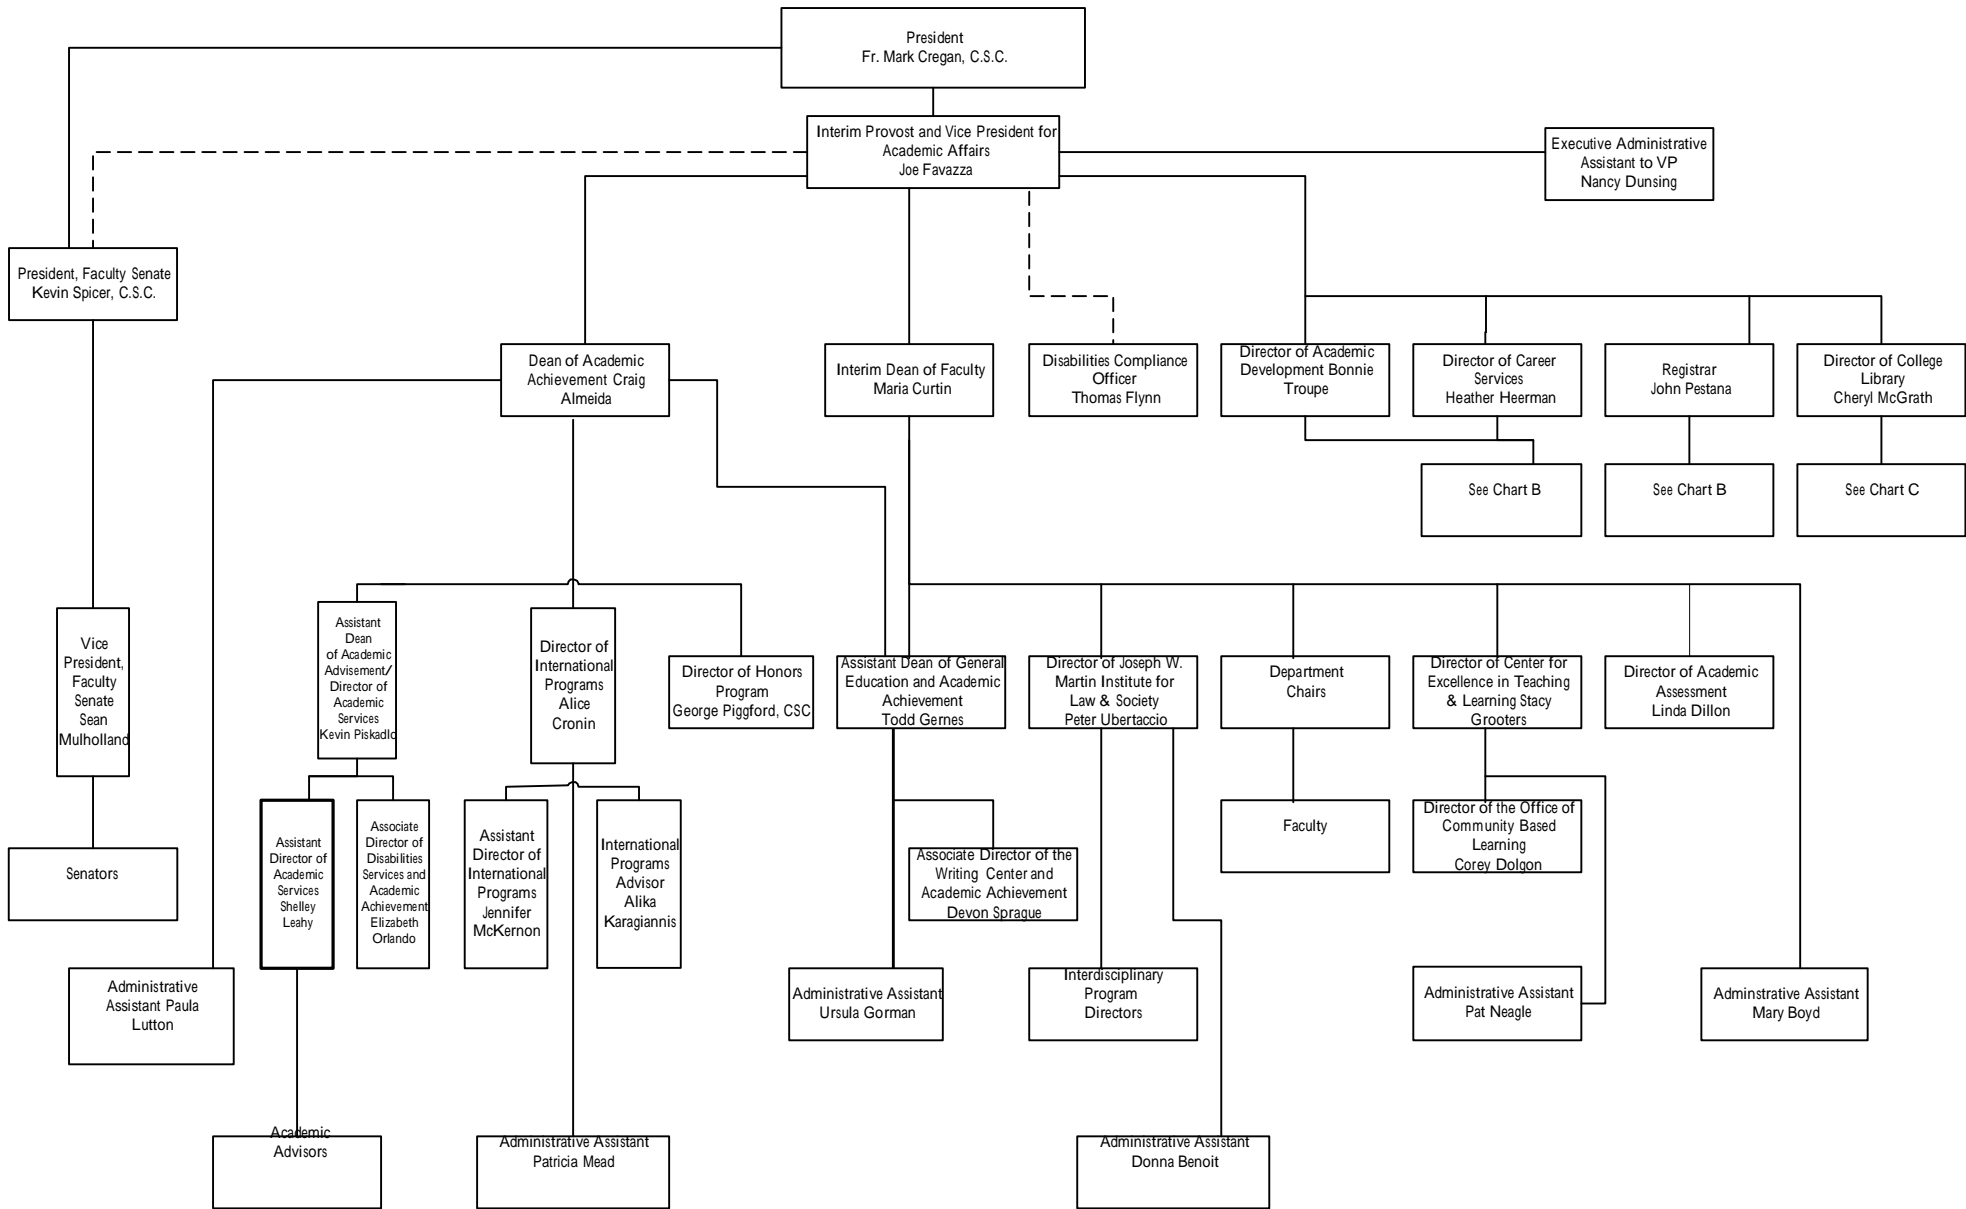 President
Fr. Mark Cregan, C.S.C.
Interim Provost and Vice President for
Academic Affairs
Joe Favazza
Executive Administrative
Assistant to VP
Nancy Dunsing
President, Faculty Senate
Kevin Spicer, C.S.C.
Dean of Academic
Achievement Craig
Almeida
Interim Dean of Faculty
Maria Curtin
Disabilities Compliance
Officer
Thomas Flynn
Director of Academic
Development Bonnie
Troupe
Director of Career
Services
Heather Heerman
Registrar
John Pestana
Director of College
Library
Cheryl McGrath
See Chart B
See Chart B
See Chart C
Vice
President,
Faculty
Senate
Sean
Mulholland
Assistant
Dean
of Academic
Advisement/
Director of
Academic
Services
Kevin Piskadlo
Director of
International
Programs
Alice
Cronin
Director of Honors
Program
George Piggford, CSC
Assistant Dean of General
Education and Academic
Achievement
Todd Gernes
Director of Joseph W.
Martin Institute for
Law & Society
Peter Ubertaccio
Department
Chairs
Director of Center for
Excellence in Teaching
& Learning Stacy
Grooters
Director of Academic
Assessment
Linda Dillon
Senators
Assistant
Director of
Academic
Services
Shelley
Leahy
Associate
Director of
Disabilities
Services and
Academic
Achievement
Elizabeth
Orlando
Assistant
Director of
International
Programs
Jennifer
McKernon
International
Programs
Advisor
Alika
Karagiannis
Associate Director of the
Writing Center and
Academic Achievement
Devon Sprague
Faculty
Director of the Office of
Community Based
Learning
Corey Dolgon
Administrative
Assistant Paula
Lutton
Administrative Assistant
Ursula Gorman
Interdisciplinary
Program
Directors
Administrative Assistant
Pat Neagle
Adminstrative Assistant
Mary Boyd
Academic
Advisors
Administrative Assistant
Patricia Mead
Administrative Assistant
Donna Benoit